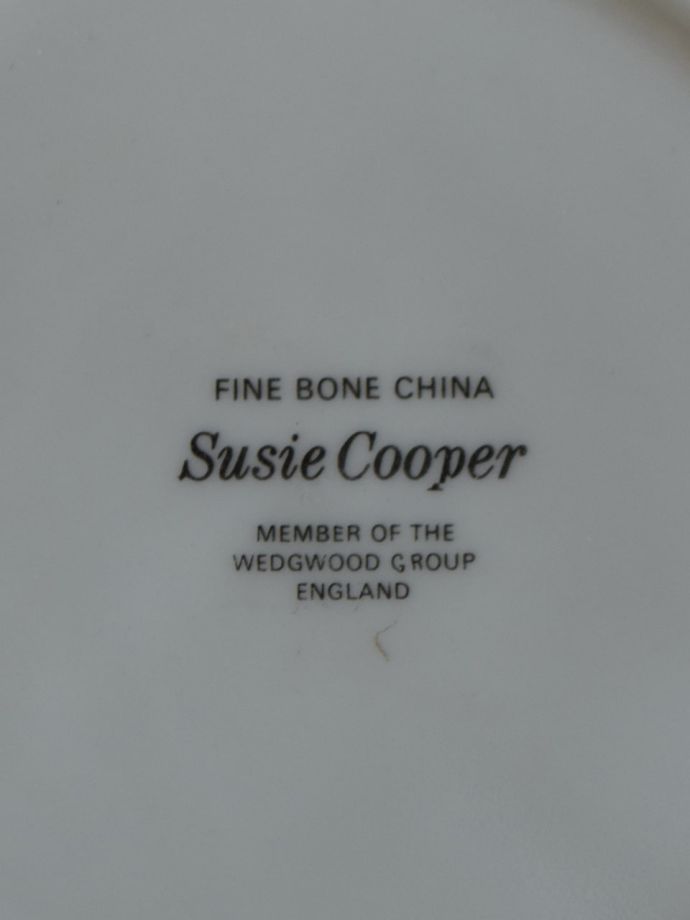 FINE BONE CHINA
Susie Cooper
MEMBER OF THE
WEDGWOOD GROUP
ENGLAND